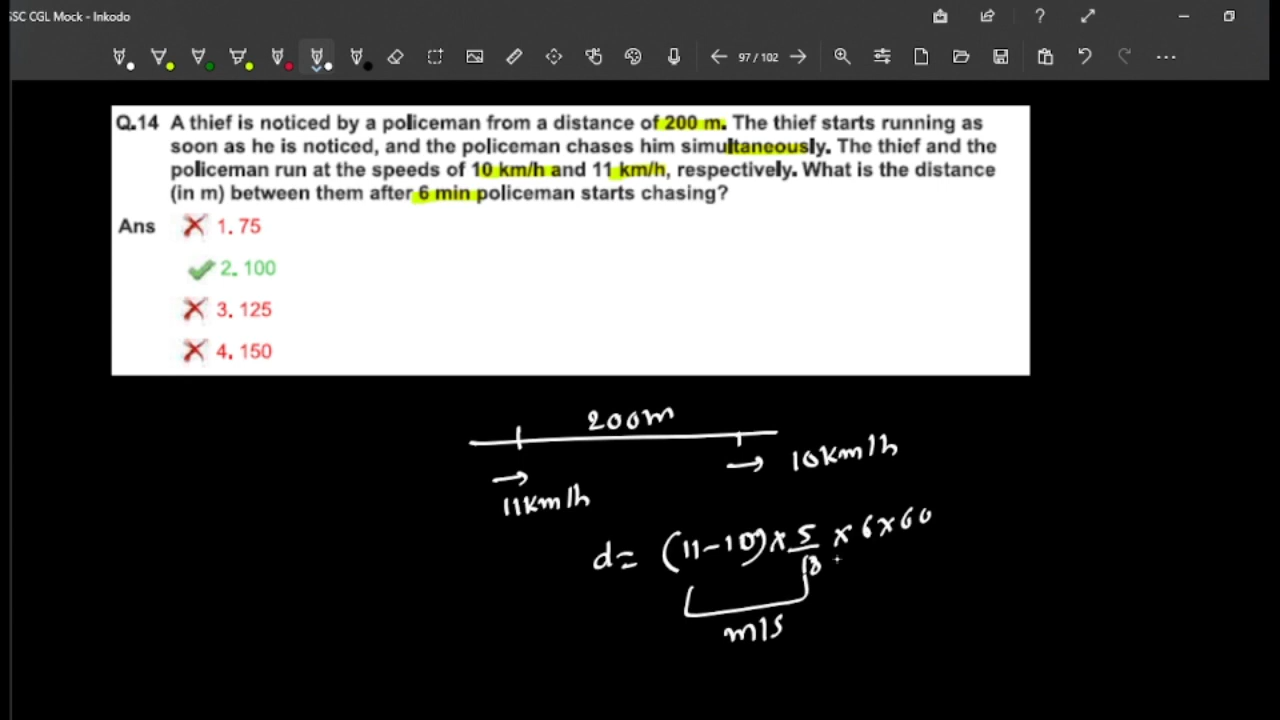 SSC CGL Mock - Inkodo
97 / 102
Q.14 A thief is noticed by a policeman from a distance of 200 m. The thief starts running as
soon as he is noticed, and the policeman chases him simultaneously. The thief and the
policeman run at the speeds of 10 km/h and 11 km/h, respectively. What is the distance
(in m) between them after 6 min policeman starts chasing?
Ans 1. 75
2. 100
3. 125
4. 150
200m
10km/h
11km/h
d= (11-10)× 5/18 × 6×60
m/s